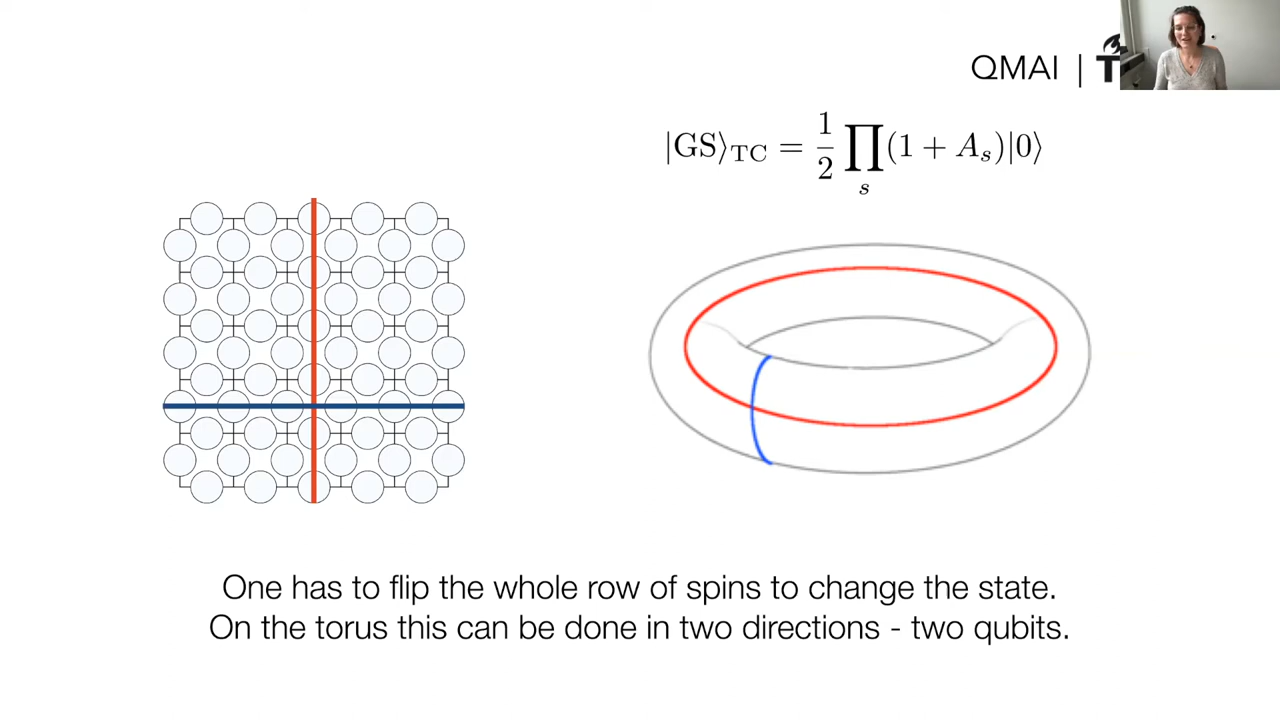 QMAI | T
|GS⟩_TC = 1/2 ∏_s (1 + A_s)|0⟩
One has to flip the whole row of spins to change the state.
On the torus this can be done in two directions - two qubits.